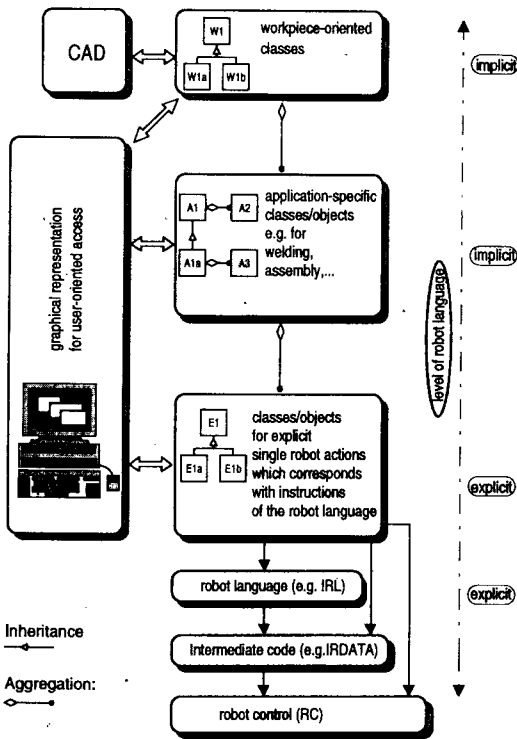 CAD
W1
W1a
W1b
workpiece-oriented
classes
implicit
graphical representation
for user-oriented access
A1
A2
A1a
A3
application-specific
classes/objects
e.g. for
welding,
assembly,...
implicit
level of robot language
E1
E1a
E1b
classes/objects
for explicit
single robot actions
which corresponds
with instructions
of the robot language
explicit
robot language (e.g. IRL)
explicit
Inheritance
Intermediate code (e.g.IRDATA)
Aggregation:
robot control (RC)